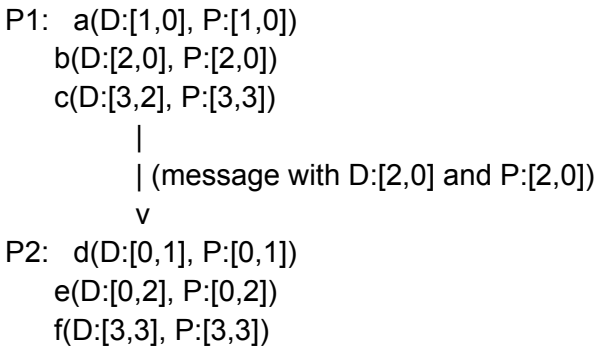 P1: a(D:[1,0], P:[1,0])
b(D:[2,0], P:[2,0])
c(D:[3,2], P:[3,3])
|
| (message with D:[2,0] and P:[2,0])
v
P2: d(D:[0,1], P:[0,1])
e(D:[0,2], P:[0,2])
f(D:[3,3], P:[3,3])